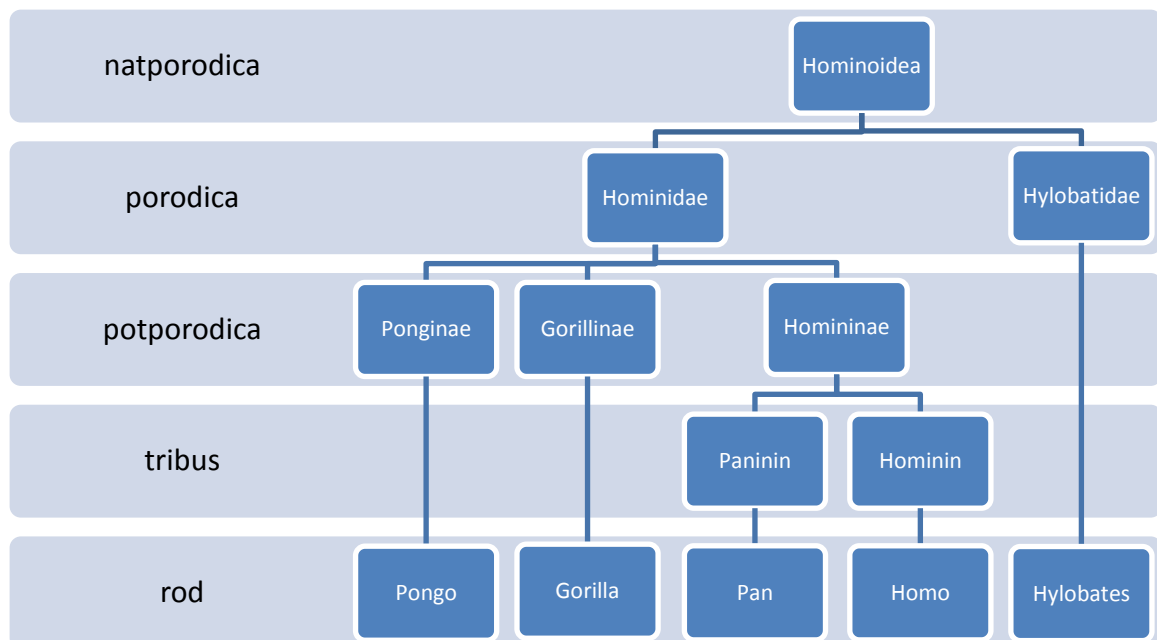 natporodica
Hominoidea
porodica
Hominidae
Hylobatidae
potporodica
Ponginae
Gorillinae
Homininae
tribus
Paninin
Hominin
rod
Pongo
Gorilla
Pan
Homo
Hylobates